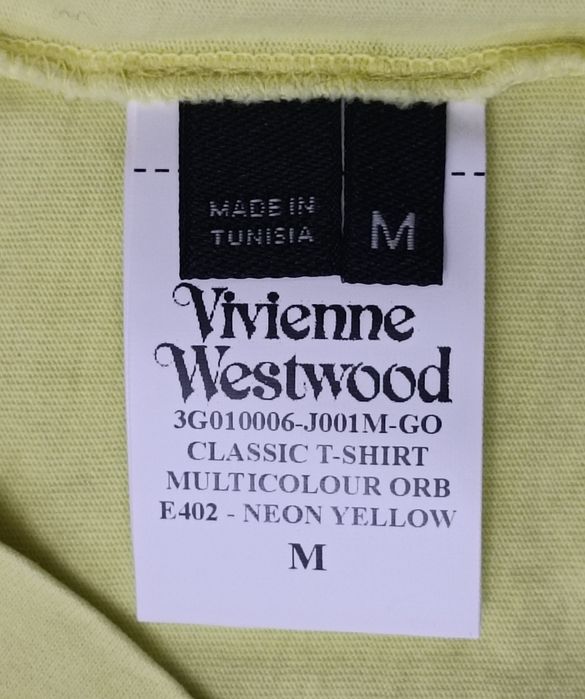 MADE IN
TUNISIA
M
Vivienne
Westwood
3G010006-J001M-GO
CLASSIC T-SHIRT
MULTICOLOUR ORB
E402 - NEON YELLOW
M